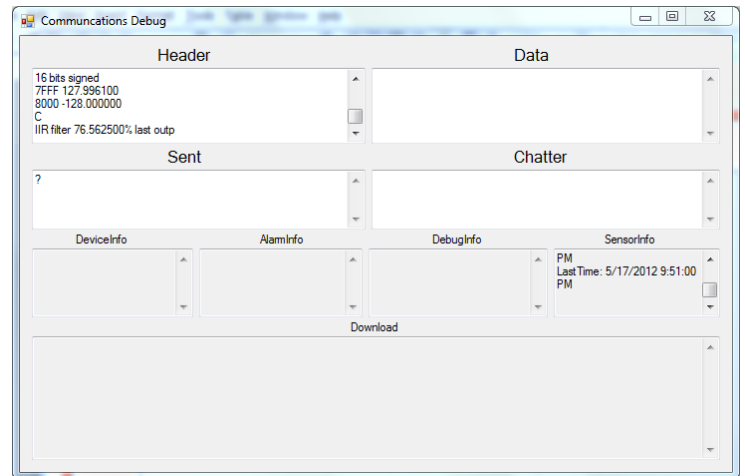 Communcations Debug
Header
Data
16 bits signed
7FFF 127.996100
8000 -128.000000
C
IIR filter 76.562500% last outp
Sent
Chatter
?
DeviceInfo
AlarmInfo
DebugInfo
SensorInfo
PM
LastTime: 5/17/2012 9:51:00
PM
Download